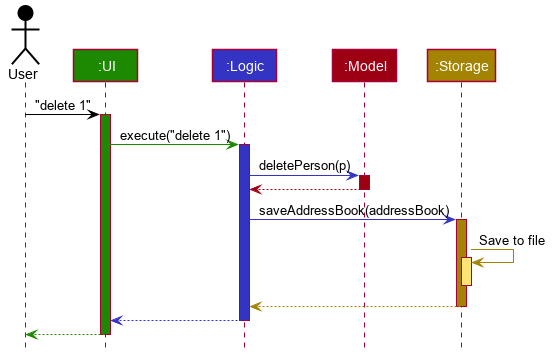 User
:UI
:Logic
:Model
:Storage
"delete 1"
execute("delete 1")
deletePerson(p)
saveAddressBook(addressBook)
Save to file